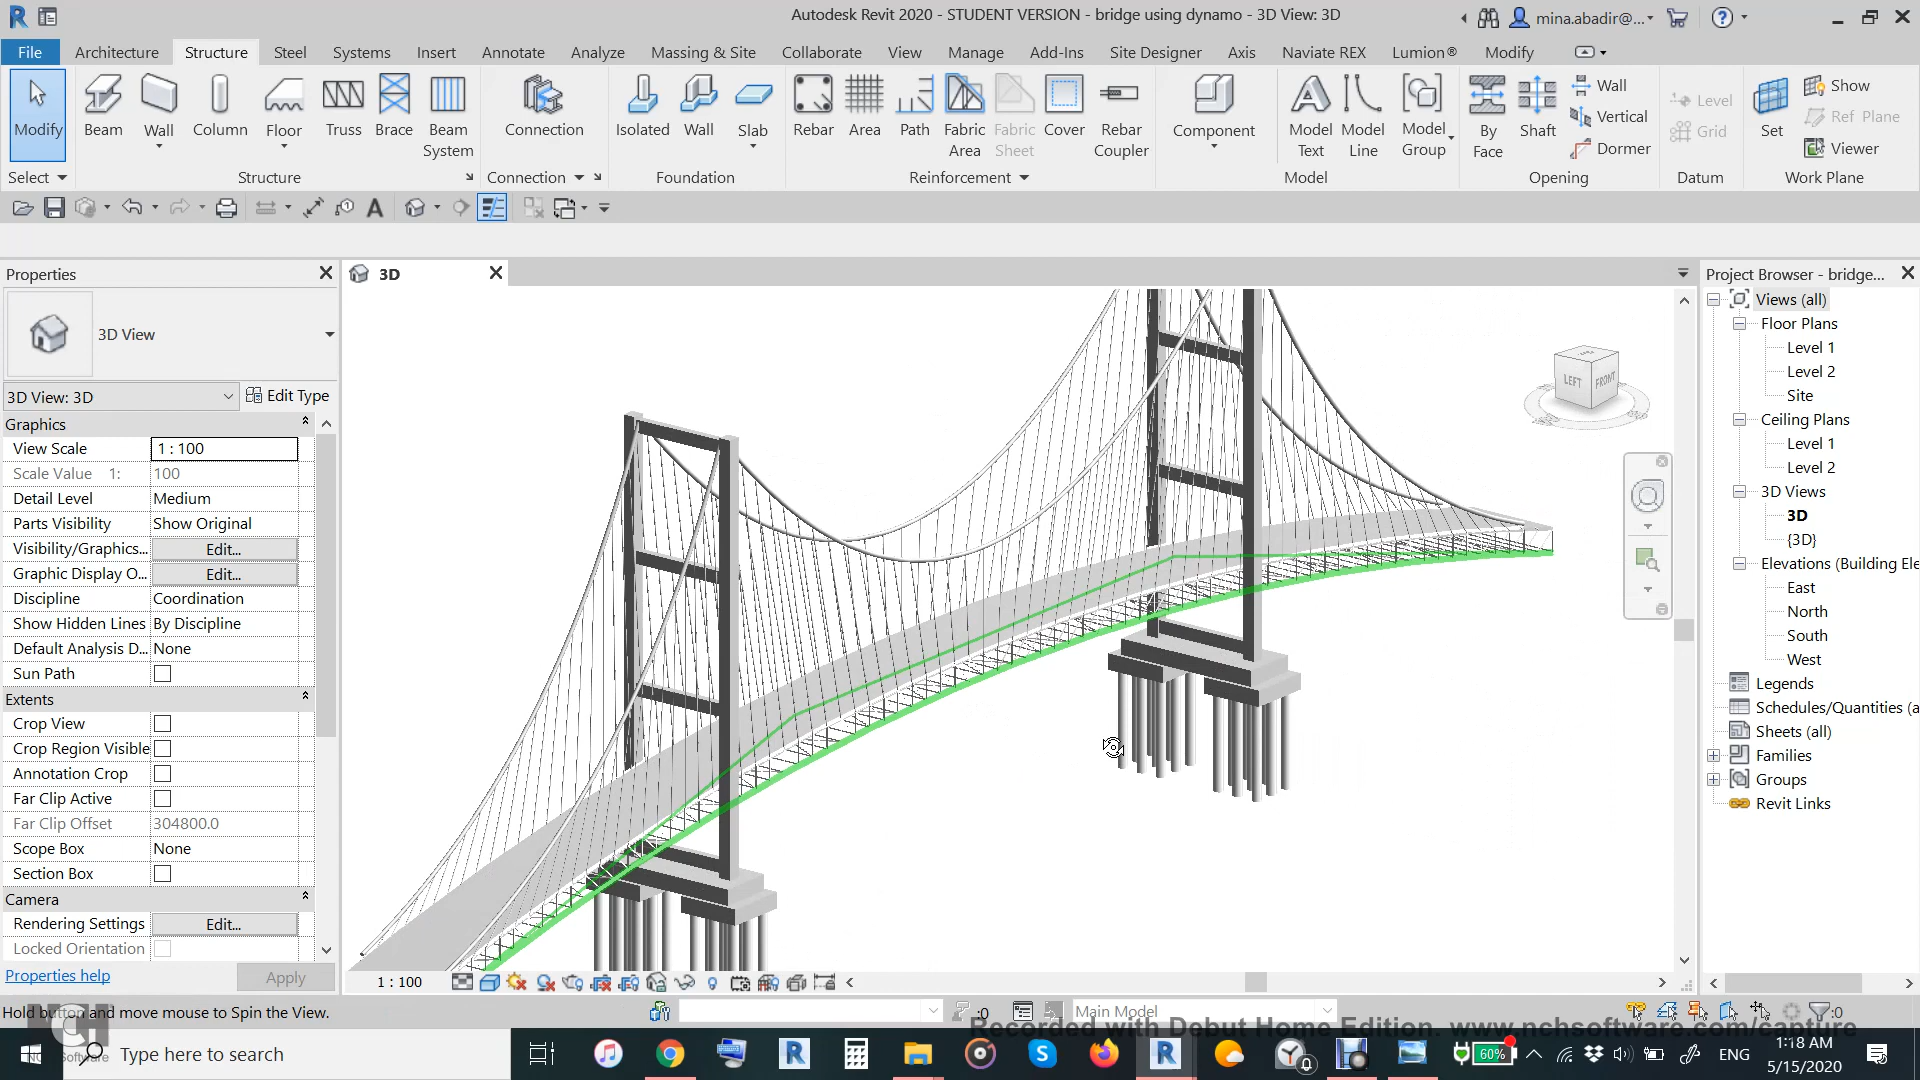 Autodesk Revit 2020 - STUDENT VERSION - bridge using dynamo - 3D View: 3D
mina.abadir@...
File Architecture Structure Steel Systems Insert Annotate Analyze Massing & Site Collaborate View Manage Add-Ins Site Designer Axis Naviate REX Lumion® Modify
Modify Beam Wall Column Floor Truss Brace Beam System Connection Isolated Wall Slab Rebar Area Path Fabric Area Fabric Sheet Cover Rebar Coupler Component Model Text Model Line Model Group By Face Shaft Wall Vertical Dormer Level Grid Set Show Ref Plane Viewer
Select Structure Connection Foundation Reinforcement Model Opening Datum Work Plane
Properties
3D
Project Browser - bridge...
3D View
3D View: 3D
Edit Type
Graphics
View Scale 1 : 100
Scale Value 1: 100
Detail Level Medium
Parts Visibility Show Original
Visibility/Graphics... Edit...
Graphic Display O... Edit...
Discipline Coordination
Show Hidden Lines By Discipline
Default Analysis D... None
Sun Path
Extents
Crop View
Crop Region Visible
Annotation Crop
Far Clip Active
Far Clip Offset 304800.0
Scope Box None
Section Box
Camera
Rendering Settings Edit...
Locked Orientation
Properties help
Apply
LEFT FRONT
Views (all)
Floor Plans
Level 1
Level 2
Site
Ceiling Plans
Level 1
Level 2
3D Views
3D
{3D}
Elevations (Building Ele
East
North
South
West
Legends
Schedules/Quantities (a
Sheets (all)
Families
Groups
Revit Links
1 : 100
Hold button and move mouse to Spin the View.
:0
Main Model
:0
NCH
Software
Recorded with Debut Home Edition. www.nchsoftware.com/capture
Type here to search
60%
ENG
1:18 AM
5/15/2020